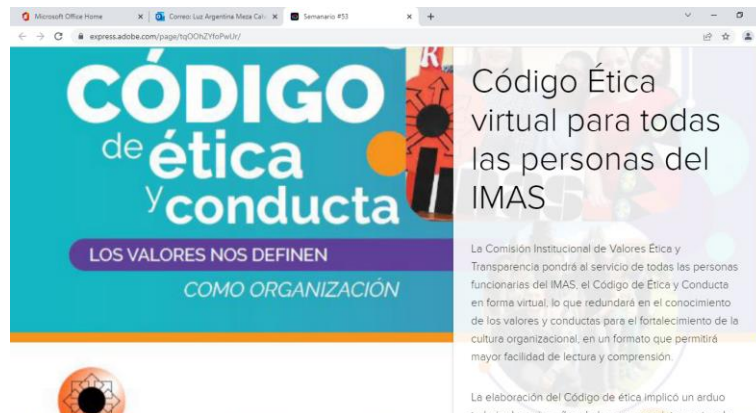 Microsoft Office Home
Correo: Luz Argentina Meza Cal
Semanario #53
express.adobe.com/page/tqOOhZYfoPwUr/
CÓDIGO
de ética
y conducta
LOS VALORES NOS DEFINEN
COMO ORGANIZACIÓN
Código Ética
virtual para todas
las personas del
IMAS
La Comisión Institucional de Valores Ética y
Transparencia pondrá al servicio de todas las personas
funcionarias del IMAS, el Código de Ética y Conducta
en forma virtual, lo que redundará en el conocimiento
de los valores y conductas para el fortalecimiento de la
cultura organizacional, en un formato que permitirá
mayor facilidad de lectura y comprensión.
La elaboración del Código de ética implicó un arduo